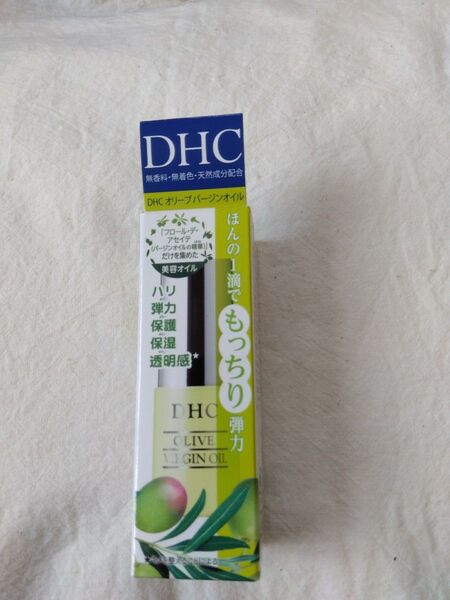 DHC
無香料・無着色・天然成分配合
DHC オリーブバージンオイル
「フロール・デ・
アセイテ
(バージンオイルの精華)」
だけを集めた
美容オイル
ハリ
弾力
保護
保湿
透明感★
ほんの1滴でもっちり弾力
DHC
OLIVE
VIRGIN OIL